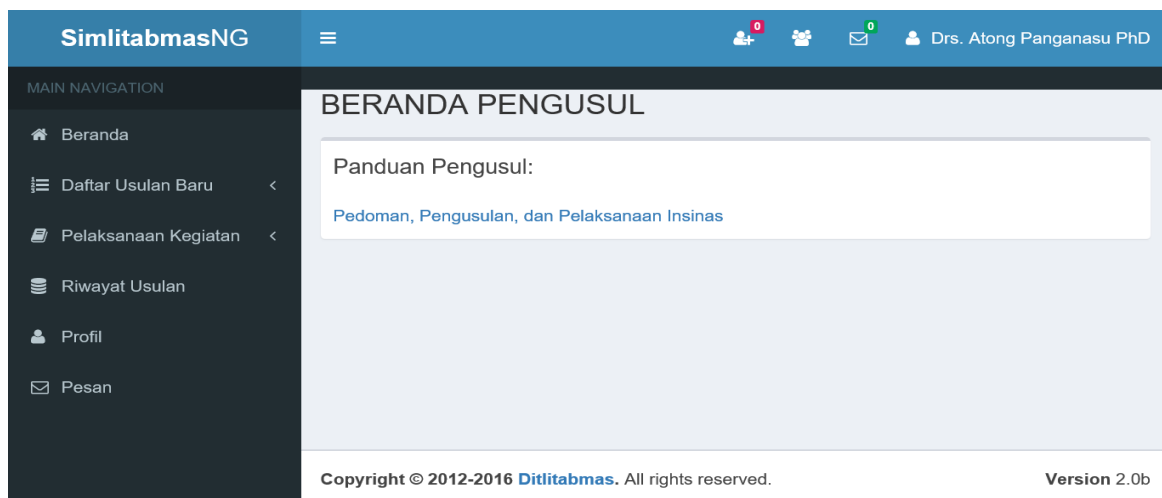 SimlitabmasNG
0
0
Drs. Atong Panganasu PhD
MAIN NAVIGATION
Beranda
Daftar Usulan Baru
Pelaksanaan Kegiatan
Riwayat Usulan
Profil
Pesan
BERANDA PENGUSUL
Panduan Pengusul:
Pedoman, Pengusulan, dan Pelaksanaan Insinas
Copyright © 2012-2016 Ditlitabmas. All rights reserved.
Version 2.0b